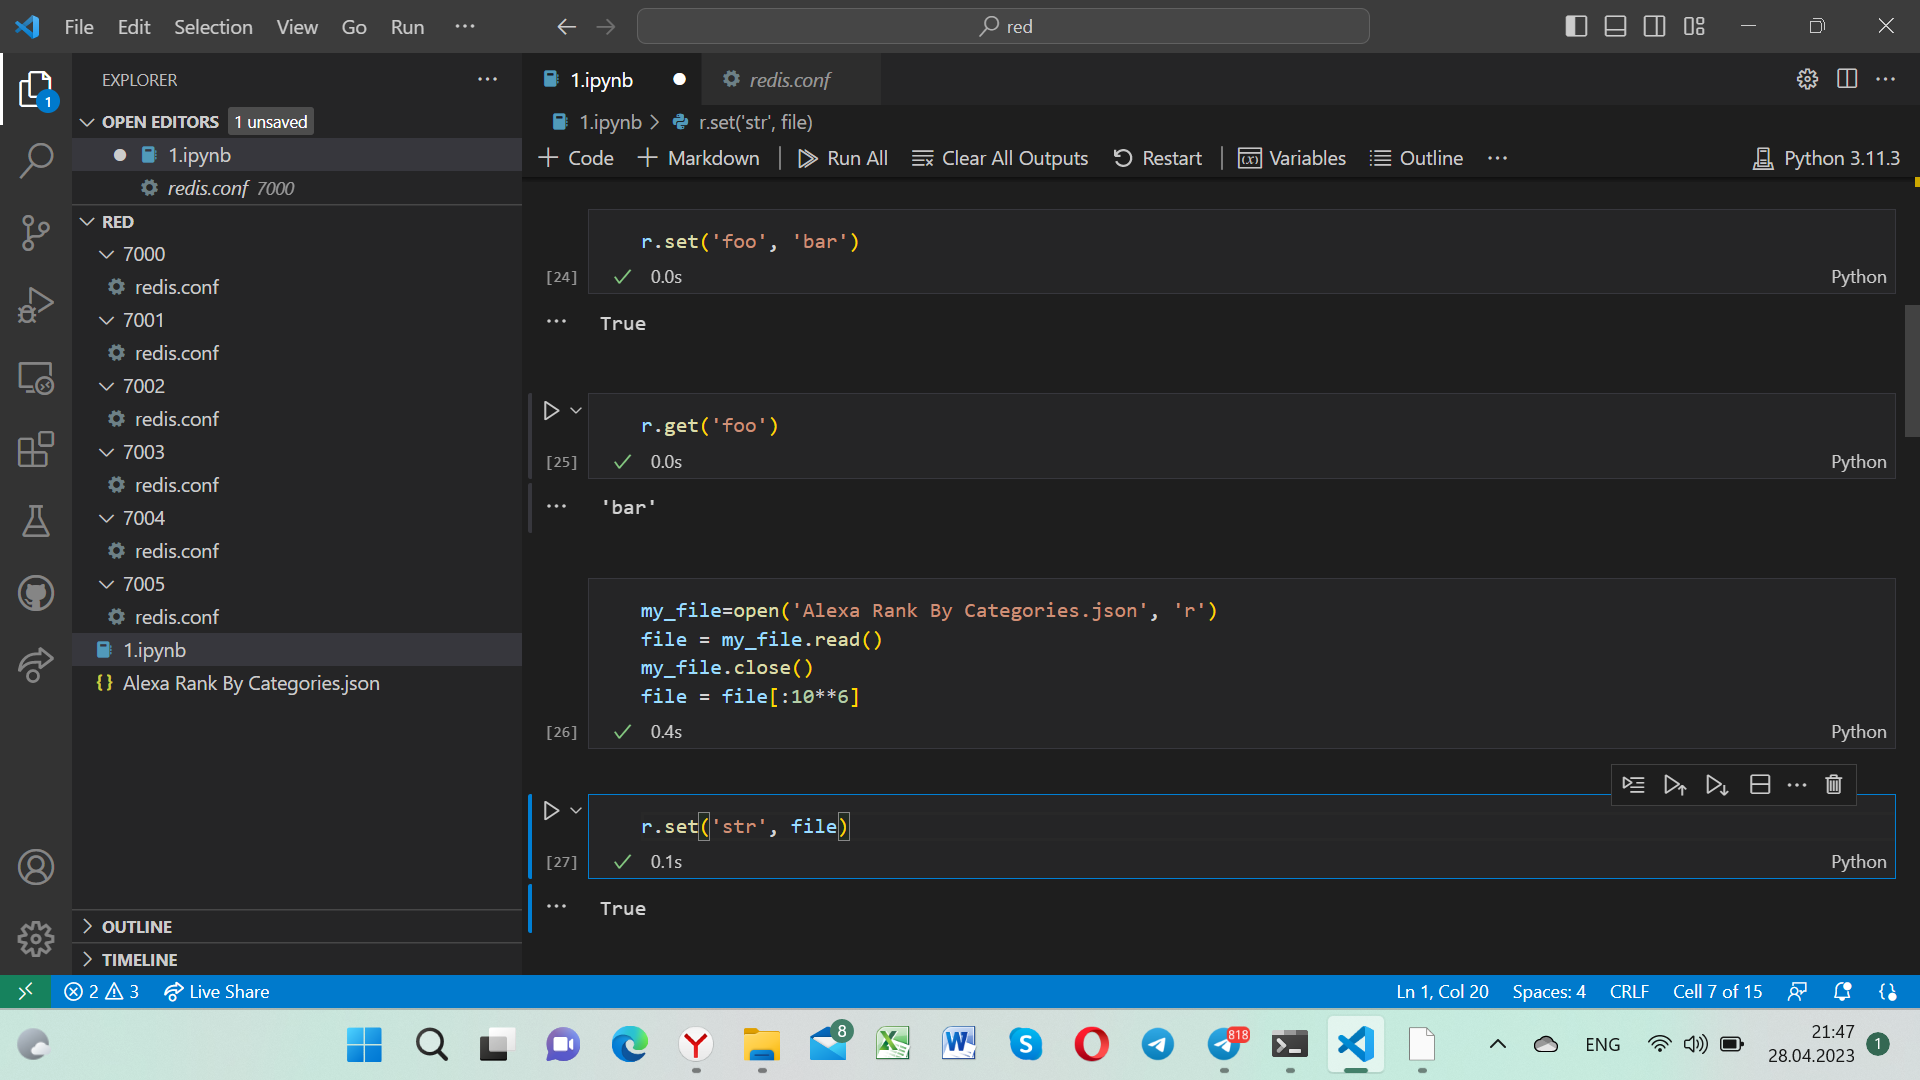 File Edit Selection View Go Run ···
red
EXPLORER ···
OPEN EDITORS 1 unsaved
1.ipynb
redis.conf 7000
RED
7000
redis.conf
7001
redis.conf
7002
redis.conf
7003
redis.conf
7004
redis.conf
7005
redis.conf
1.ipynb
{} Alexa Rank By Categories.json
OUTLINE
TIMELINE
1
1.ipynb redis.conf
1.ipynb > r.set('str', file)
+ Code + Markdown Run All Clear All Outputs Restart Variables Outline ··· Python 3.11.3
r.set('foo', 'bar')
[24] 0.0s Python
··· True
r.get('foo')
[25] 0.0s Python
··· 'bar'
my_file=open('Alexa Rank By Categories.json', 'r')
file = my_file.read()
my_file.close()
file = file[:10**6]
[26] 0.4s Python
r.set('str', file)
[27] 0.1s Python
··· True
2 3 Live Share Ln 1, Col 20 Spaces: 4 CRLF Cell 7 of 15
8 818 ENG 21:47
28.04.2023 1